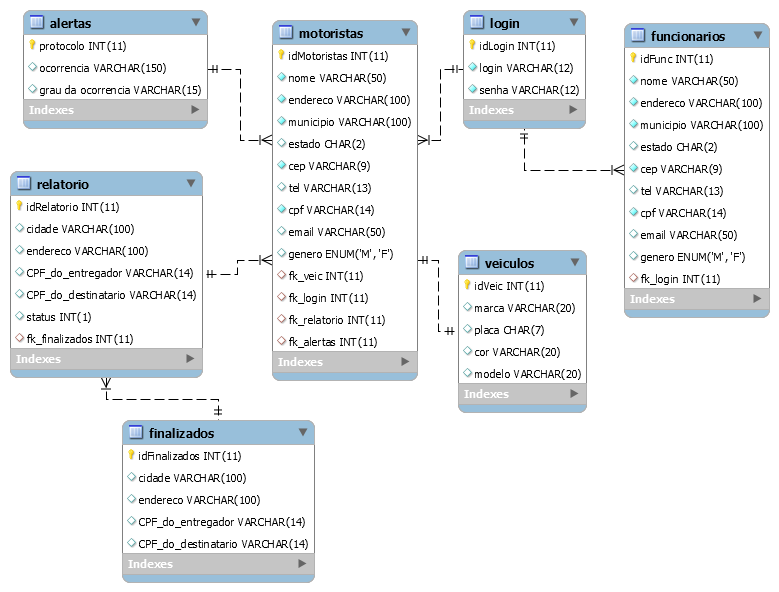 alertas
protocolo INT(11)
ocorrencia VARCHAR(150)
grau da ocorrencia VARCHAR(15)
Indexes
motoristas
idMotoristas INT(11)
nome VARCHAR(50)
endereco VARCHAR(100)
municipio VARCHAR(100)
estado CHAR(2)
cep VARCHAR(9)
tel VARCHAR(13)
cpf VARCHAR(14)
email VARCHAR(50)
genero ENUM('M', 'F')
fk_veic INT(11)
fk_login INT(11)
fk_relatorio INT(11)
fk_alertas INT(11)
Indexes
login
idLogin INT(11)
login VARCHAR(12)
senha VARCHAR(12)
Indexes
funcionarios
idFunc INT(11)
nome VARCHAR(50)
endereco VARCHAR(100)
municipio VARCHAR(100)
estado CHAR(2)
cep VARCHAR(9)
tel VARCHAR(13)
cpf VARCHAR(14)
email VARCHAR(50)
genero ENUM('M', 'F')
fk_login INT(11)
Indexes
relatorio
idRelatorio INT(11)
cidade VARCHAR(100)
endereco VARCHAR(100)
CPF_do_entregador VARCHAR(14)
CPF_do_destinatario VARCHAR(14)
status INT(1)
fk_finalizados INT(11)
Indexes
veiculos
idVeic INT(11)
marca VARCHAR(20)
placa CHAR(7)
cor VARCHAR(20)
modelo VARCHAR(20)
Indexes
finalizados
idFinalizados INT(11)
cidade VARCHAR(100)
endereco VARCHAR(100)
CPF_do_entregador VARCHAR(14)
CPF_do_destinatario VARCHAR(14)
Indexes